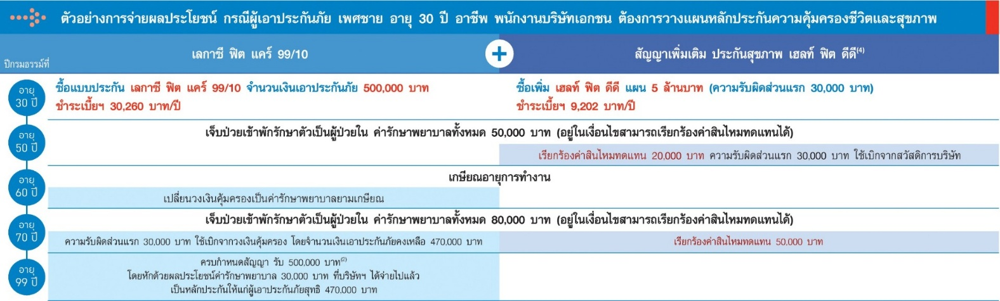 ตัวอย่างการจ่ายผลประโยชน์ กรณีผู้เอาประกันภัย เพศชาย อายุ 30 ปี อาชีพ พนักงานบริษัทเอกชน ต้องการวางแผนหลักประกันความคุ้มครองชีวิตและสุขภาพ
ปีกรมธรรม์ที่
เลกาซี ฟิต แคร์ 99/10
+
สัญญาเพิ่มเติม ประกันสุขภาพ เฮลท์ ฟิต ดีดี(4)
อายุ
30 ปี
ซื้อแบบประกัน เลกาซี ฟิต แคร์ 99/10 จำนวนเงินเอาประกันภัย 500,000 บาท
ชำระเบี้ยฯ 30,260 บาท/ปี
ซื้อเพิ่ม เฮลท์ ฟิต ดีดี แผน 5 ล้านบาท (ความรับผิดส่วนแรก 30,000 บาท)
ชำระเบี้ยฯ 9,202 บาท/ปี
อายุ
50 ปี
เจ็บป่วยเข้าพักรักษาตัวเป็นผู้ป่วยใน ค่ารักษาพยาบาลทั้งหมด 50,000 บาท (อยู่ในเงื่อนไขสามารถเรียกร้องค่าสินไหมทดแทนได้)
เรียกร้องค่าสินไหมทดแทน 20,000 บาท ความรับผิดส่วนแรก 30,000 บาท ใช้เบิกจากสวัสดิการบริษัท
อายุ
60 ปี
เกษียณอายุการทำงาน
เปลี่ยนวงเงินคุ้มครองเป็นค่ารักษาพยาบาลยามเกษียณ
อายุ
70 ปี
เจ็บป่วยเข้าพักรักษาตัวเป็นผู้ป่วยใน ค่ารักษาพยาบาลทั้งหมด 80,000 บาท (อยู่ในเงื่อนไขสามารถเรียกร้องค่าสินไหมทดแทนได้)
ความรับผิดส่วนแรก 30,000 บาท ใช้เบิกจากวงเงินคุ้มครอง โดยจำนวนเงินเอาประกันภัยคงเหลือ 470,000 บาท
เรียกร้องค่าสินไหมทดแทน 50,000 บาท
อายุ
99 ปี
ครบกำหนดสัญญา รับ 500,000 บาท(2)
โดยหักด้วยผลประโยชน์ค่ารักษาพยาบาล 30,000 บาท ที่บริษัทฯ ได้จ่ายไปแล้ว
เป็นหลักประกันให้แก่ผู้เอาประกันภัยสุทธิ 470,000 บาท